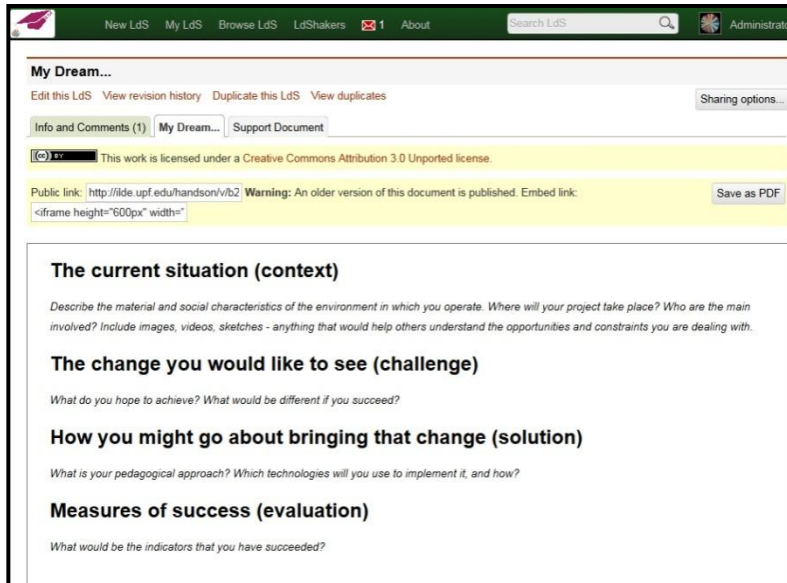 New LdS My LdS Browse LdS LdShakers 1 About Search LdS Administrato
My Dream...
Edit this LdS View revision history Duplicate this LdS View duplicates
Sharing options...
Info and Comments (1) My Dream... Support Document
(cc) BY This work is licensed under a Creative Commons Attribution 3.0 Unported license.
Public link: http://ilde.upf.edu/handson/v/b2 Warning: An older version of this document is published. Embed link: Save as PDF
<iframe height="600px" width="
The current situation (context)
Describe the material and social characteristics of the environment in which you operate. Where will your project take place? Who are the main
involved? Include images, videos, sketches - anything that would help others understand the opportunities and constraints you are dealing with.
The change you would like to see (challenge)
What do you hope to achieve? What would be different if you succeed?
How you might go about bringing that change (solution)
What is your pedagogical approach? Which technologies will you use to implement it, and how?
Measures of success (evaluation)
What would be the indicators that you have succeeded?